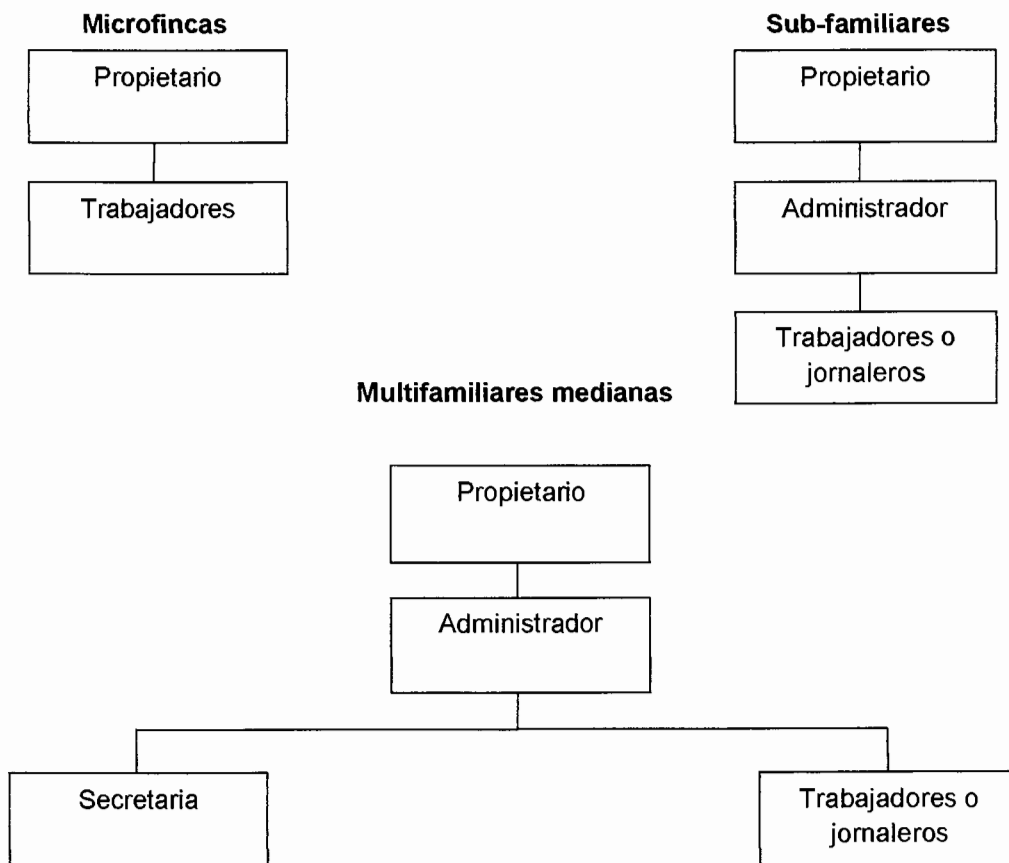 Microfincas
Propietario
Trabajadores
Sub-familiares
Propietario
Administrador
Trabajadores o
jornaleros
Multifamiliares medianas
Propietario
Administrador
Secretaria
Trabajadores o
jornaleros